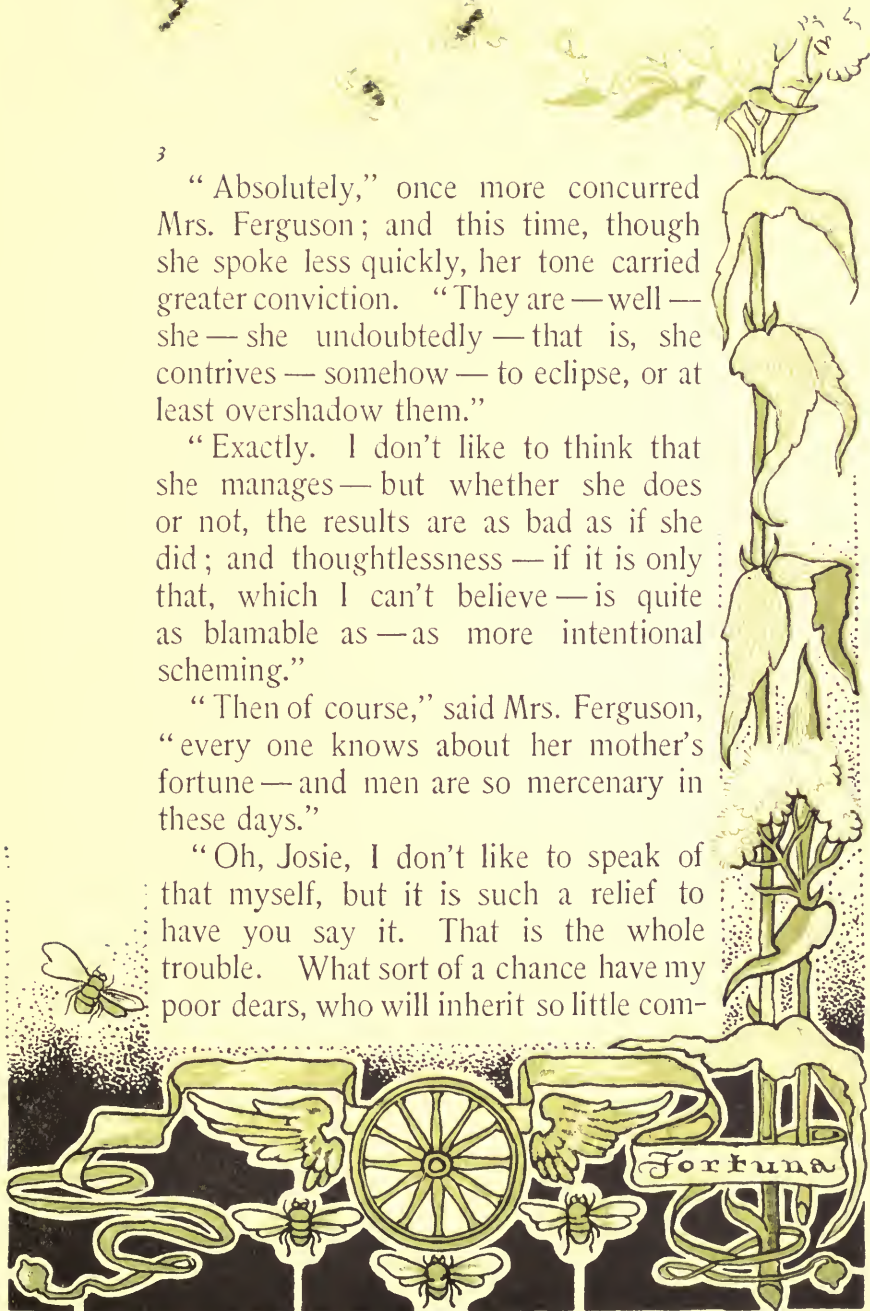 3
“ Absolutely,” once more concurred
Mrs. Ferguson ; and this time, though
she spoke less quickly, her tone carried
greater conviction. “ They are — well —
she — she undoubtedly — that is, she
contrives — somehow — to eclipse, or at
least overshadow them.”
“ Exactly. I don't like to think that
she manages — but whether she does
or not, the results are as bad as if she
did ; and thoughtlessness — if it is only
that, which I can't believe — is quite
as blamable as — as more intentional
scheming.”
“ Then of course,” said Mrs. Ferguson,
“ every one knows about her mother's
fortune — and men are so mercenary in
these days.”
“ Oh, Josie, I don't like to speak of
that myself, but it is such a relief to
have you say it. That is the whole
trouble. What sort of a chance have my
poor dears, who will inherit so little com-
Fortuna